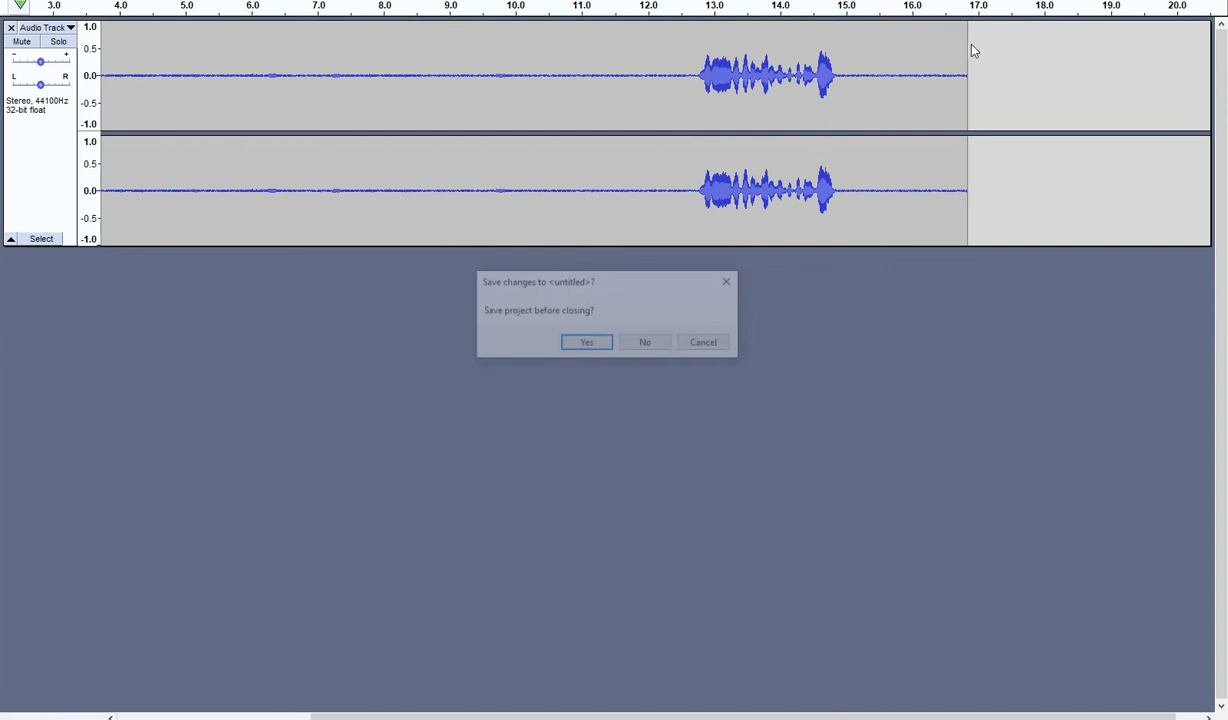 3.0 4.0 5.0 6.0 7.0 8.0 9.0 10.0 11.0 12.0 13.0 14.0 15.0 16.0 17.0 18.0 19.0 20.0
× Audio Track ▼
Mute Solo
- +
L R
Stereo, 44100Hz
32-bit float
Select
1.0
0.5
0.0
-0.5
-1.0
1.0
0.5
0.0
-0.5
-1.0
Save changes to <untitled>?
Save project before closing?
Yes No Cancel